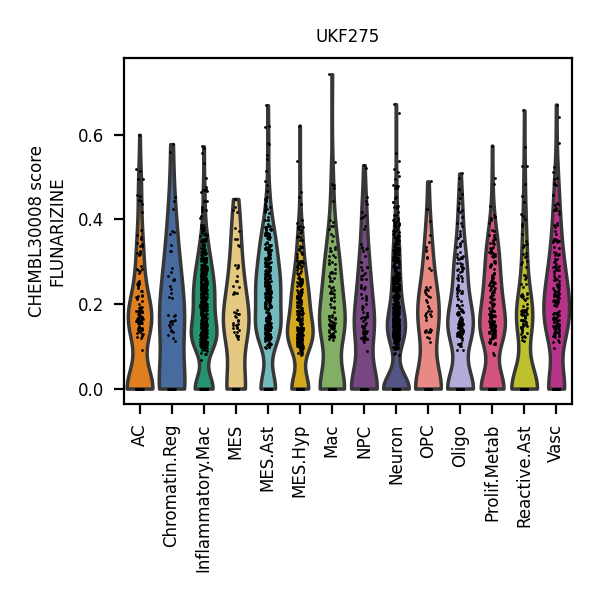 UKF275
CHEMBL30008 score
FLUNARIZINE
0.6
0.4
0.2
0.0
AC
Chromatin.Reg
Inflammatory.Mac
MES
MES.Ast
MES.Hyp
Mac
NPC
Neuron
OPC
Oligo
Prolif.Metab
Reactive.Ast
Vasc